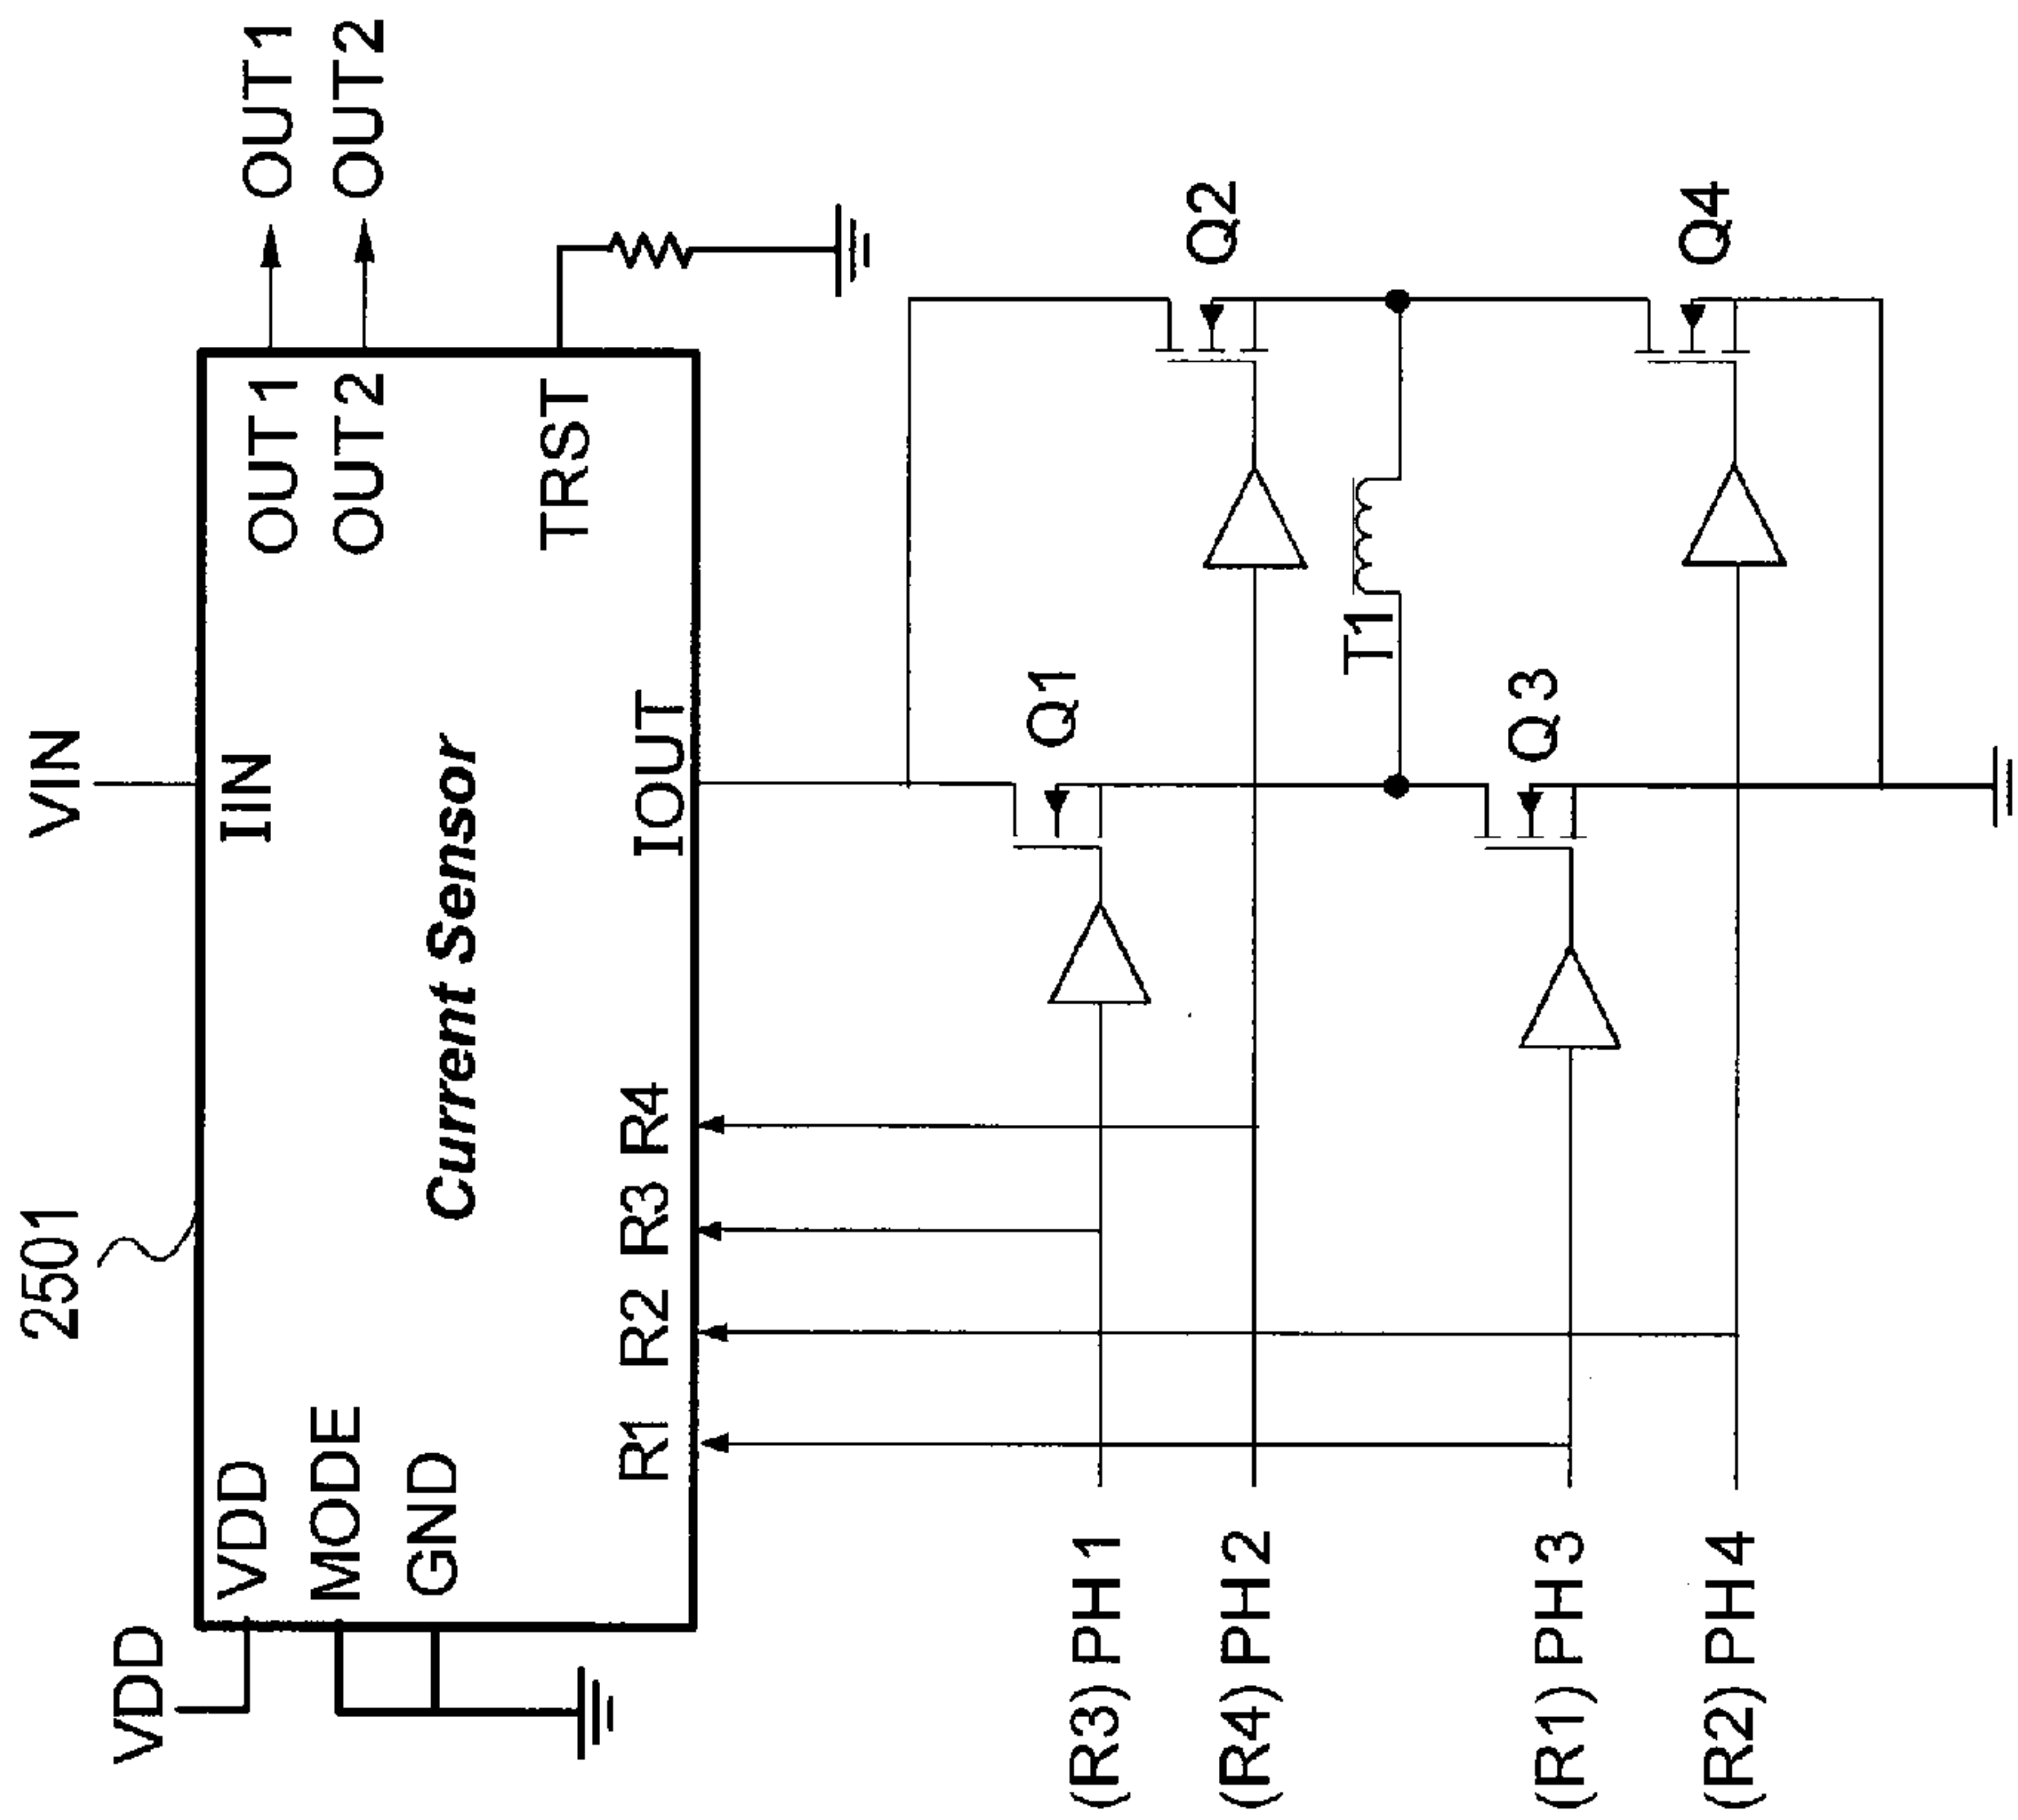 2501
VIN
VDD
VDD
IIN
OUT1
OUT1
MODE
OUT2
OUT2
GND
Current Sensor
TRST
R1
R2
R3
R4
IOUT
Q1
(R3) PH1
Q2
(R4) PH2
T1
Q3
(R1) PH3
Q4
(R2) PH4